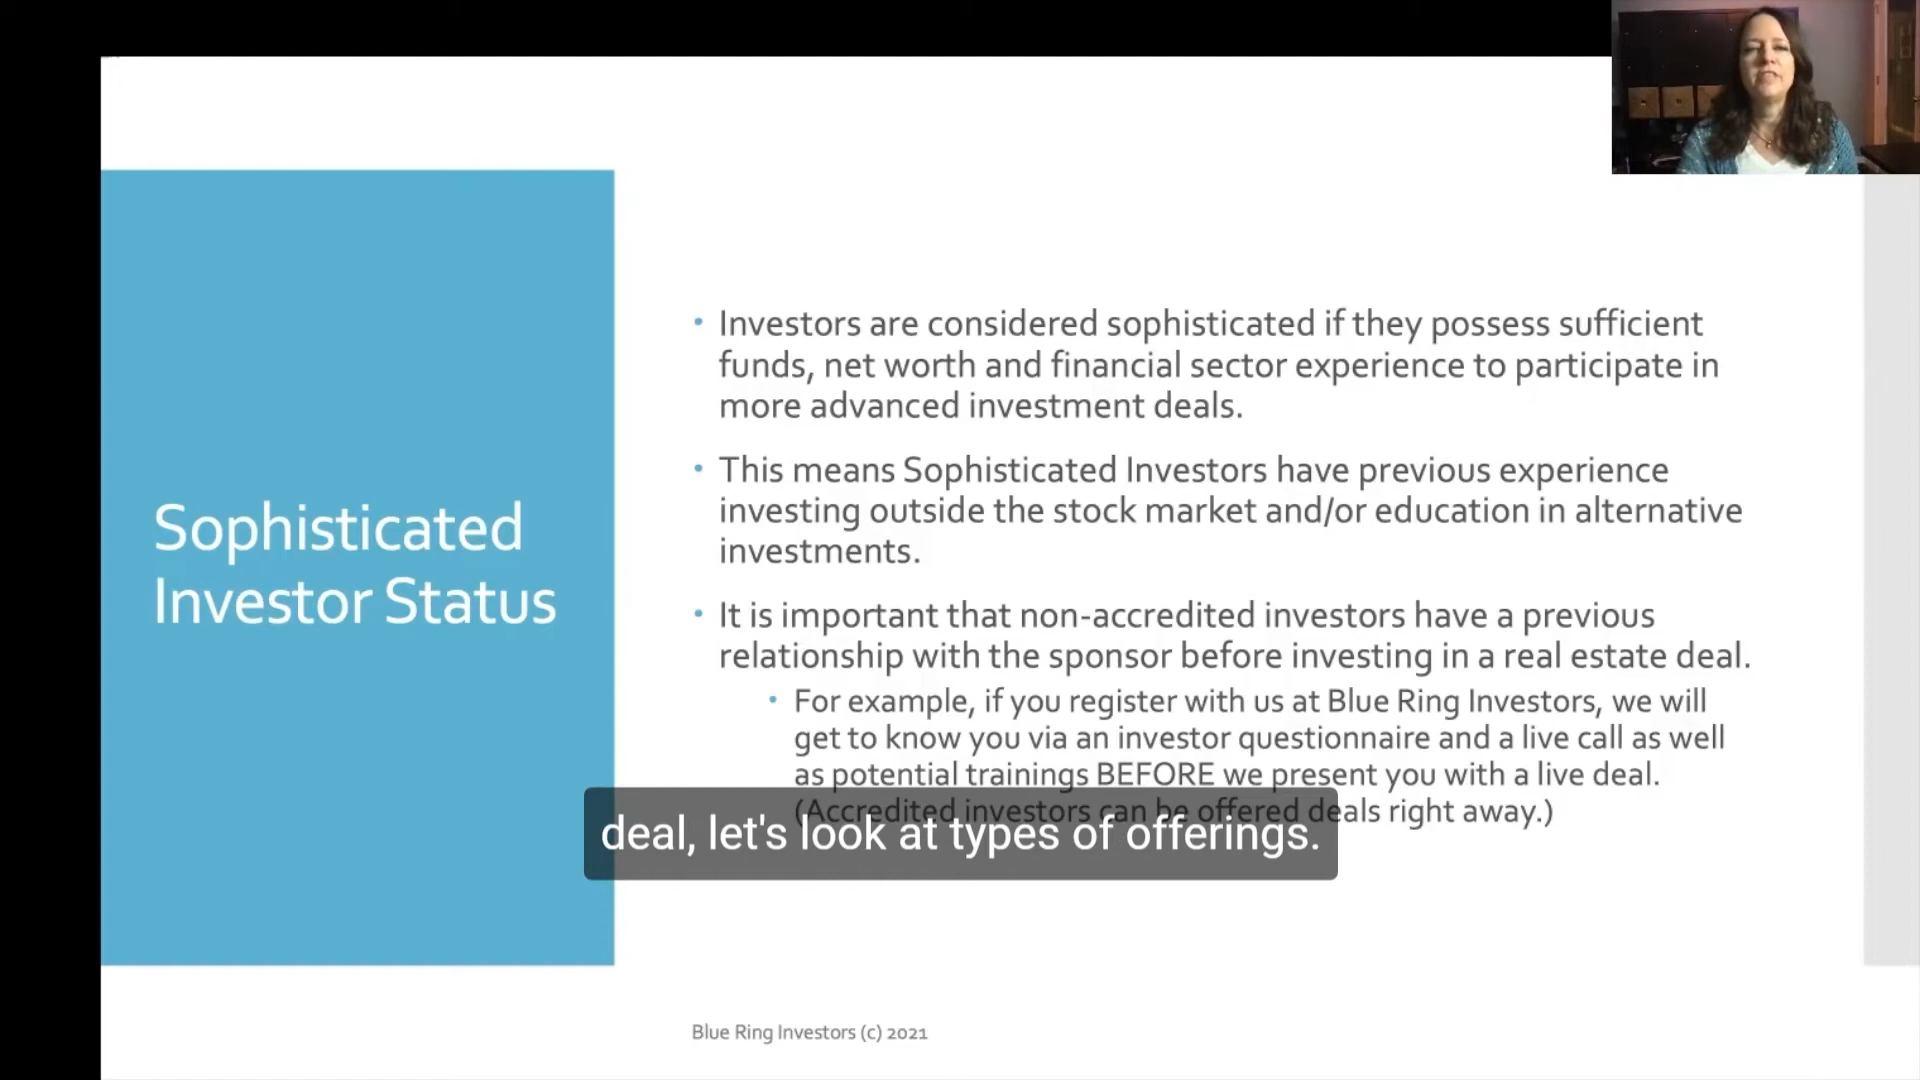 Sophisticated
Investor Status
• Investors are considered sophisticated if they possess sufficient
funds, net worth and financial sector experience to participate in
more advanced investment deals.
• This means Sophisticated Investors have previous experience
investing outside the stock market and/or education in alternative
investments.
• It is important that non-accredited investors have a previous
relationship with the sponsor before investing in a real estate deal.
• For example, if you register with us at Blue Ring Investors, we will
get to know you via an investor questionnaire and a live call as well
as potential trainings BEFORE we present you with a live deal.
(Accredited investors can be offered deals right away.)
deal, let's look at types of offerings.
Blue Ring Investors (c) 2021